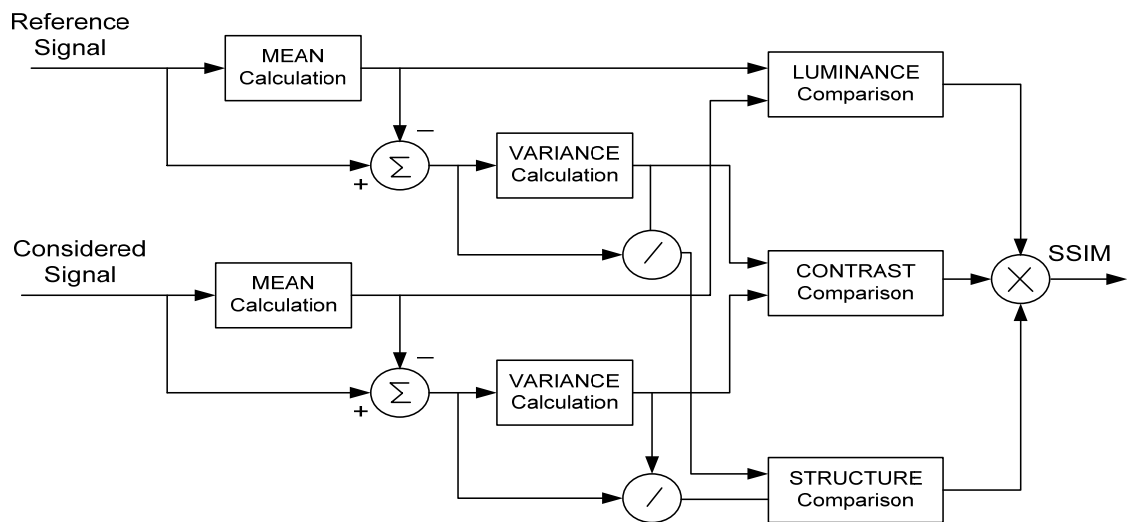 Reference
Signal
MEAN
Calculation
LUMINANCE
Comparison
−
Σ
+
VARIANCE
Calculation
/
Considered
Signal
MEAN
Calculation
CONTRAST
Comparison
×
SSIM
−
Σ
+
VARIANCE
Calculation
/
STRUCTURE
Comparison